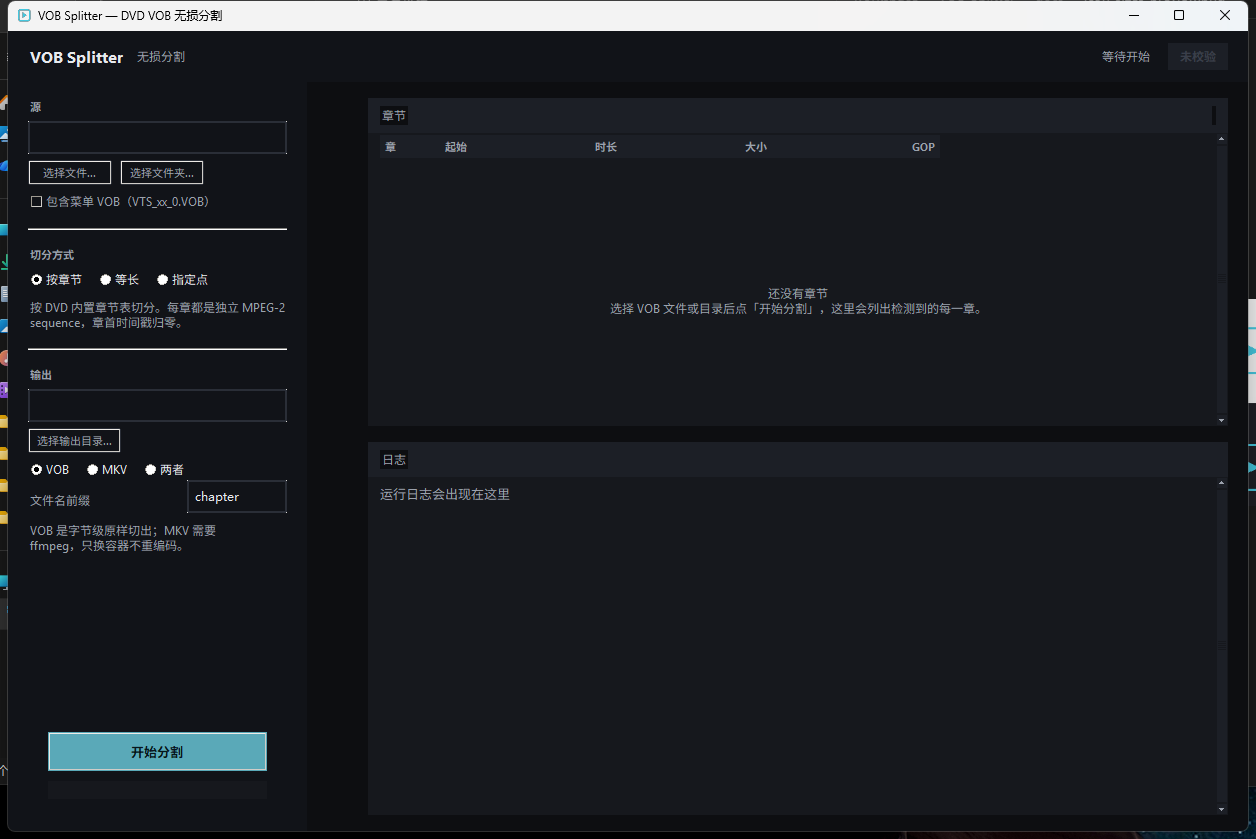 VOB Splitter — DVD VOB 无损分割
VOB Splitter 无损分割
等待开始 未校验
源
选择文件... 选择文件夹...
包含菜单 VOB（VTS_xx_0.VOB）
切分方式
按章节 等长 指定点
按 DVD 内置章节表切分。每章都是独立 MPEG-2
sequence，章首时间戳归零。
输出
选择输出目录...
VOB MKV 两者
文件名前缀 chapter
VOB 是字节级原样切出；MKV 需要
ffmpeg，只换容器不重编码。
开始分割
章节
章 起始 时长 大小 GOP
还没有章节
选择 VOB 文件或目录后点「开始分割」，这里会列出检测到的每一章。
日志
运行日志会出现在这里